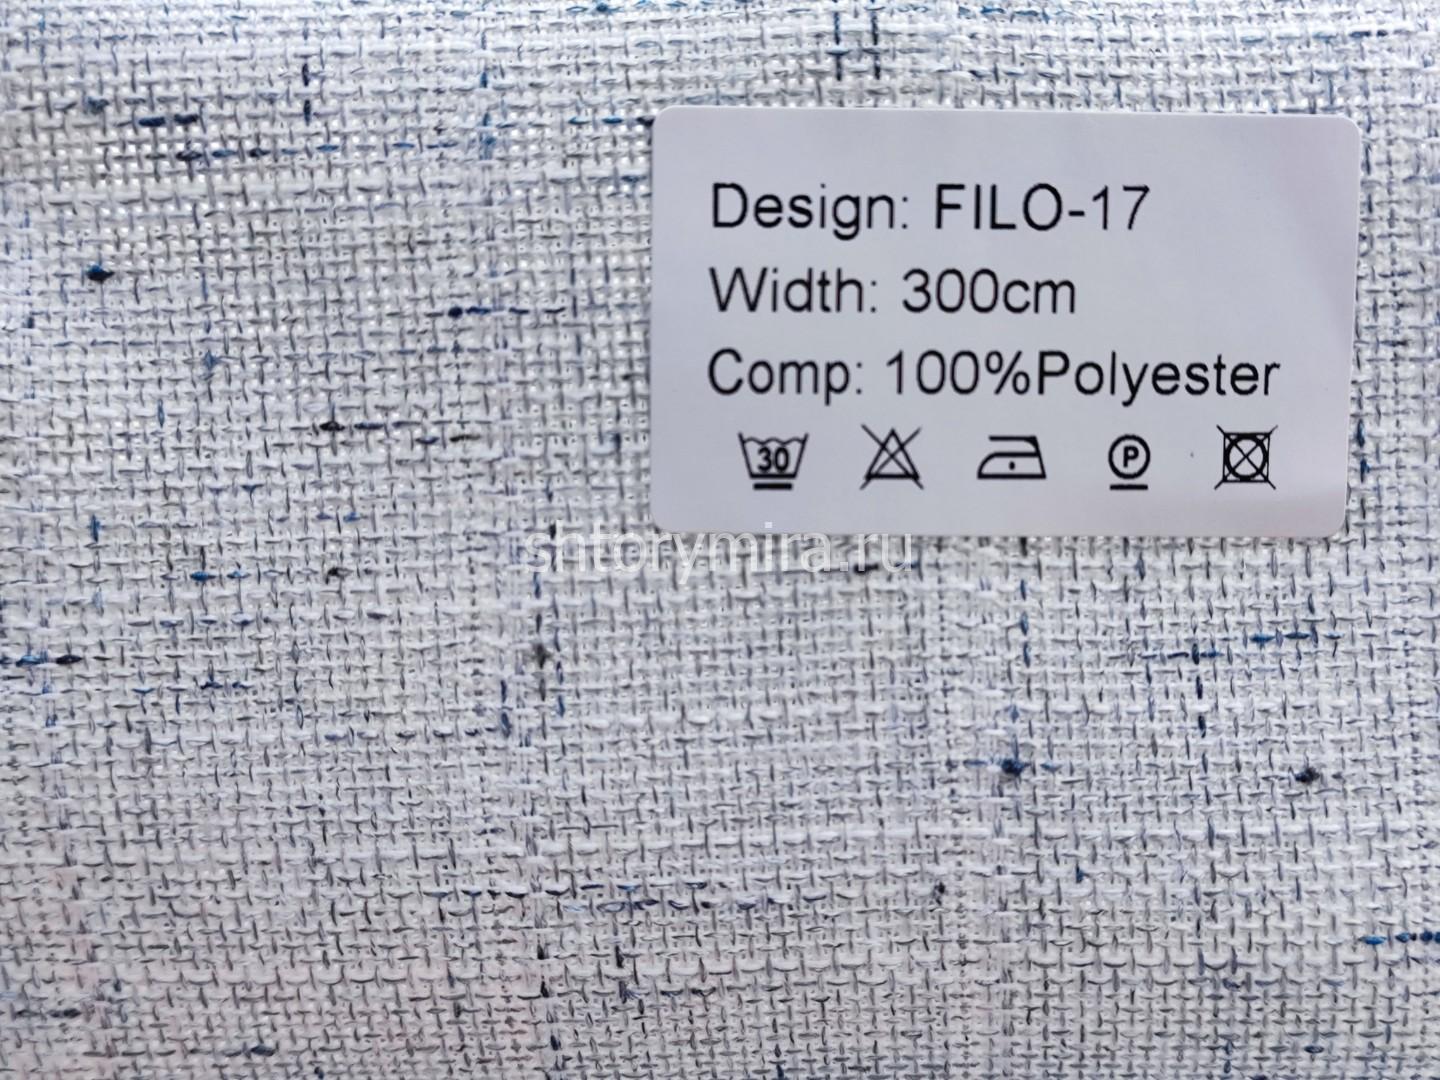 Design: FILO-17
Width: 300cm
Comp: 100%Polyester
30 P
shtorymira.ru